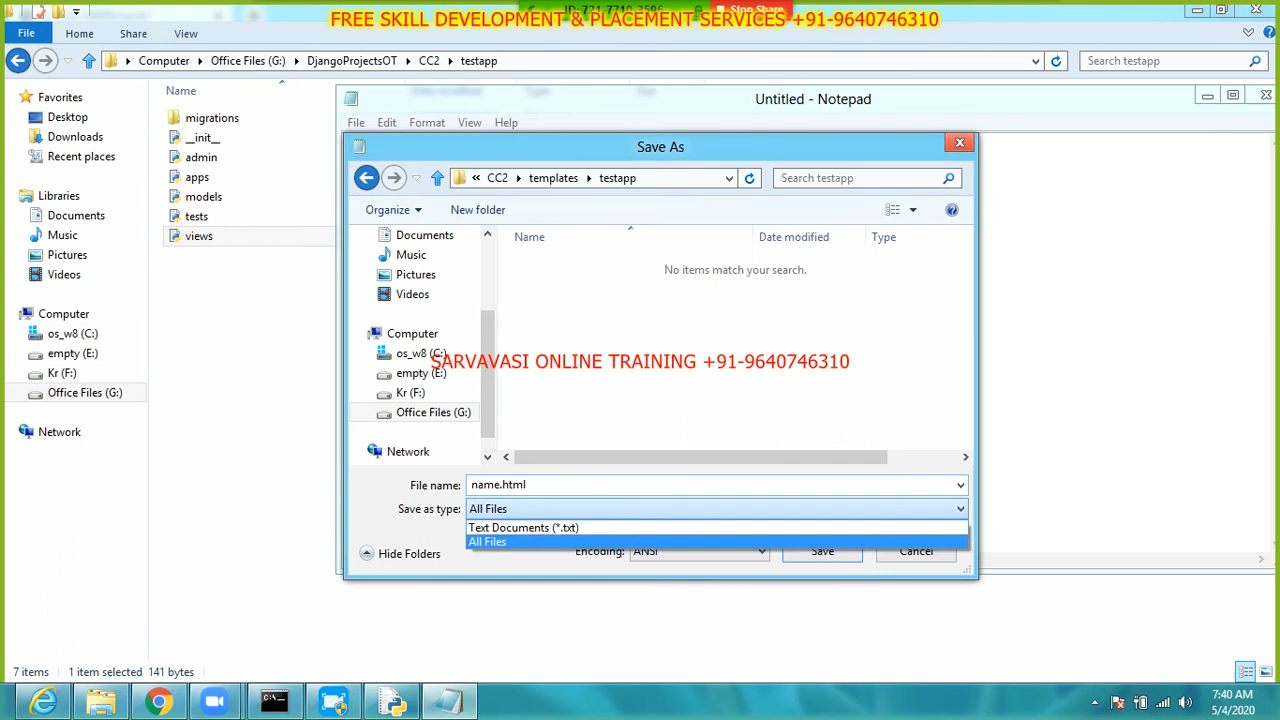 FREE SKILL DEVELOPMENT & PLACEMENT SERVICES +91-9640746310
Stop Share
File Home Share View
Computer Office Files (G:) DjangoProjectsOT CC2 testapp
Search testapp
Favorites
Desktop
Downloads
Recent places
Libraries
Documents
Music
Pictures
Videos
Computer
os_w8 (C:)
empty (E:)
Kr (F:)
Office Files (G:)
Network
Name
migrations
__init__
admin
apps
models
tests
views
Untitled - Notepad
File Edit Format View Help
Save As
« CC2 templates testapp
Search testapp
Organize New folder
Documents
Music
Pictures
Videos
Computer
os_w8 (C:)
empty (E:)
Kr (F:)
Office Files (G:)
Network
Name Date modified Type
No items match your search.
SARVAVASI ONLINE TRAINING +91-9640746310
File name: name.html
Save as type: All Files
Text Documents (*.txt)
All Files
Hide Folders Encoding: ANSI Save Cancel
7 items 1 item selected 141 bytes
7:40 AM
5/4/2020